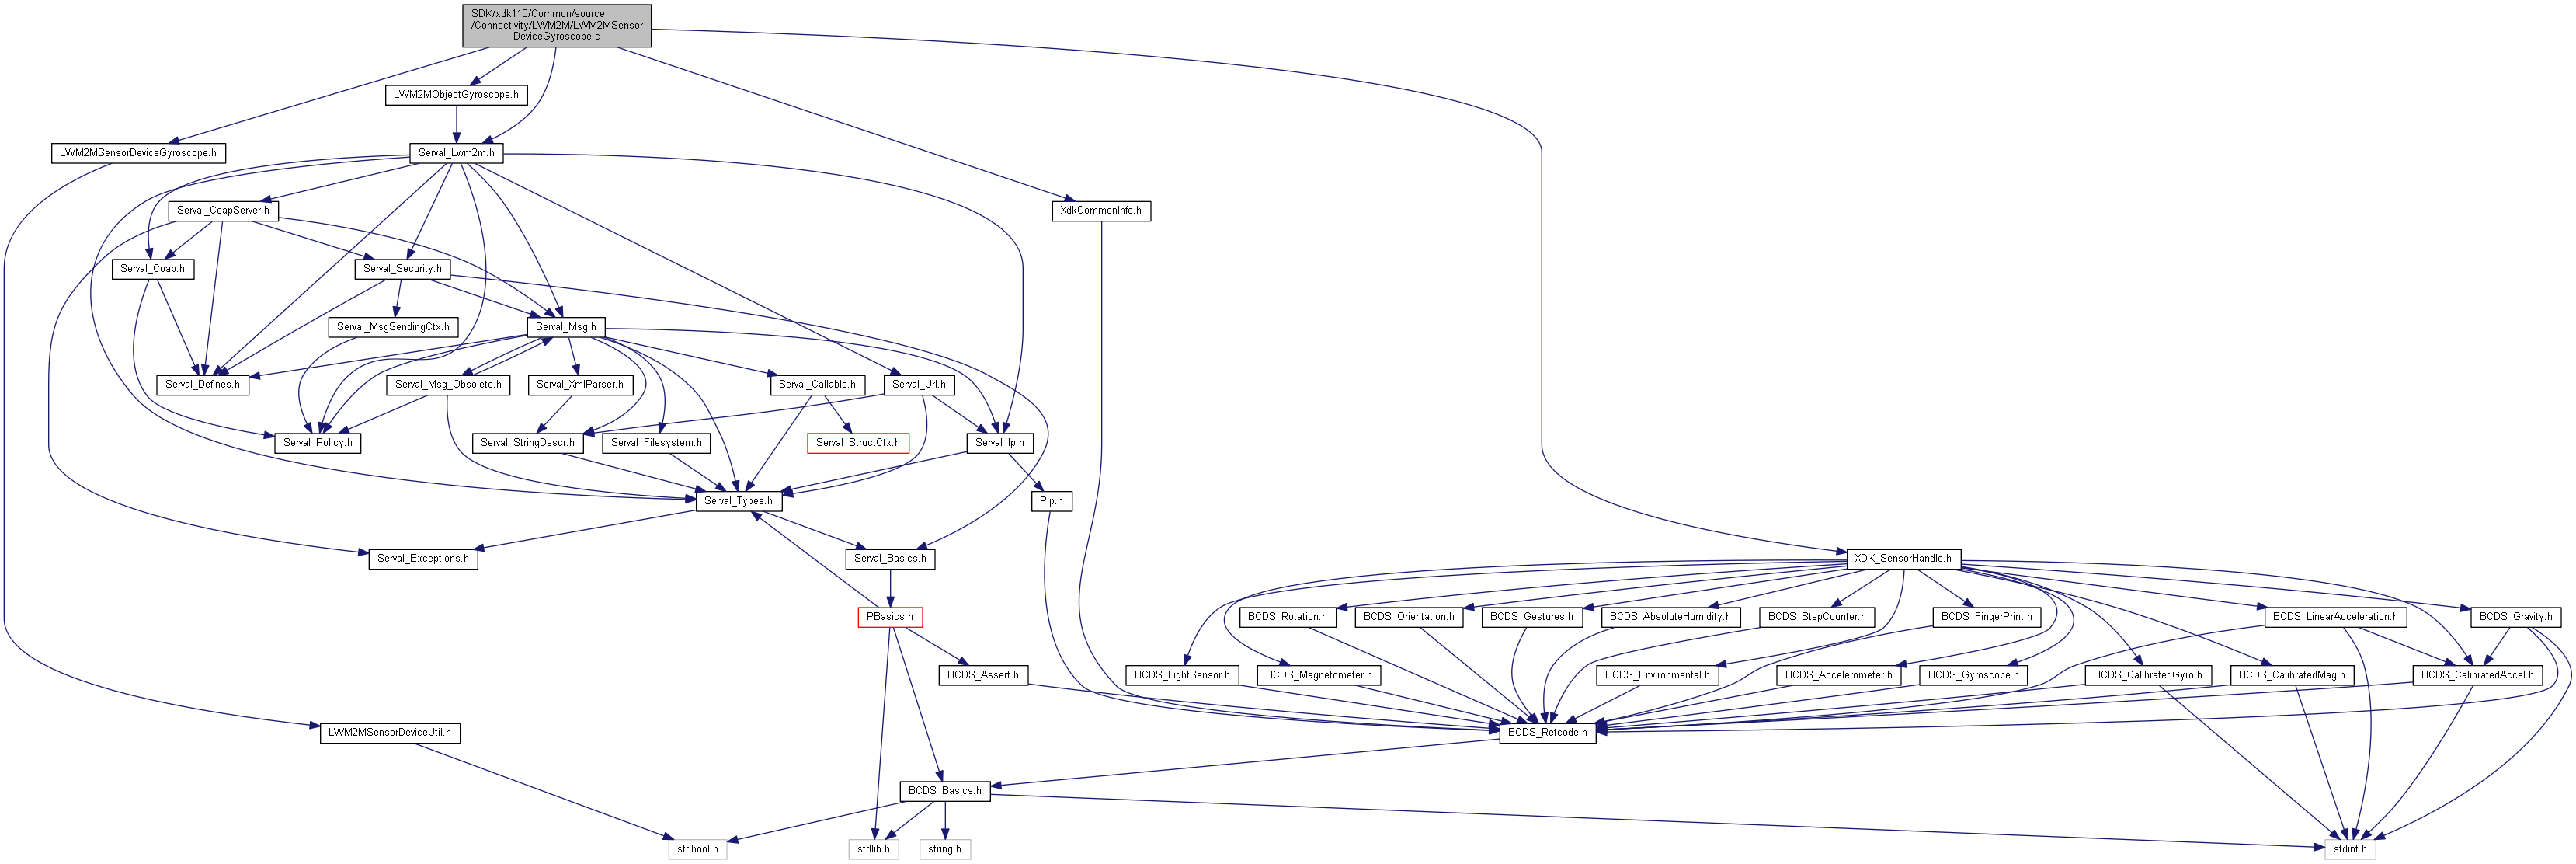 SDK/xdk110/Common/source
/Connectivity/LWM2M/LWM2MSensor
DeviceGyroscope.c
LWM2MObjectGyroscope.h
LWM2MSensorDeviceGyroscope.h
Serval_Lwm2m.h
Serval_CoapServer.h
XdkCommonInfo.h
Serval_Coap.h
Serval_Security.h
Serval_MsgSendingCtx.h
Serval_Msg.h
Serval_Defines.h
Serval_Msg_Obsolete.h
Serval_XmlParser.h
Serval_Callable.h
Serval_Url.h
Serval_Policy.h
Serval_StringDescr.h
Serval_Filesystem.h
Serval_StructCtx.h
Serval_Ip.h
Serval_Types.h
PIp.h
Serval_Exceptions.h
Serval_Basics.h
XDK_SensorHandle.h
PBasics.h
BCDS_Rotation.h
BCDS_Orientation.h
BCDS_Gestures.h
BCDS_AbsoluteHumidity.h
BCDS_StepCounter.h
BCDS_FingerPrint.h
BCDS_LinearAcceleration.h
BCDS_Gravity.h
BCDS_Assert.h
BCDS_LightSensor.h
BCDS_Magnetometer.h
BCDS_Environmental.h
BCDS_Accelerometer.h
BCDS_Gyroscope.h
BCDS_CalibratedGyro.h
BCDS_CalibratedMag.h
BCDS_CalibratedAccel.h
LWM2MSensorDeviceUtil.h
BCDS_Retcode.h
BCDS_Basics.h
stdbool.h
stdlib.h
string.h
stdint.h